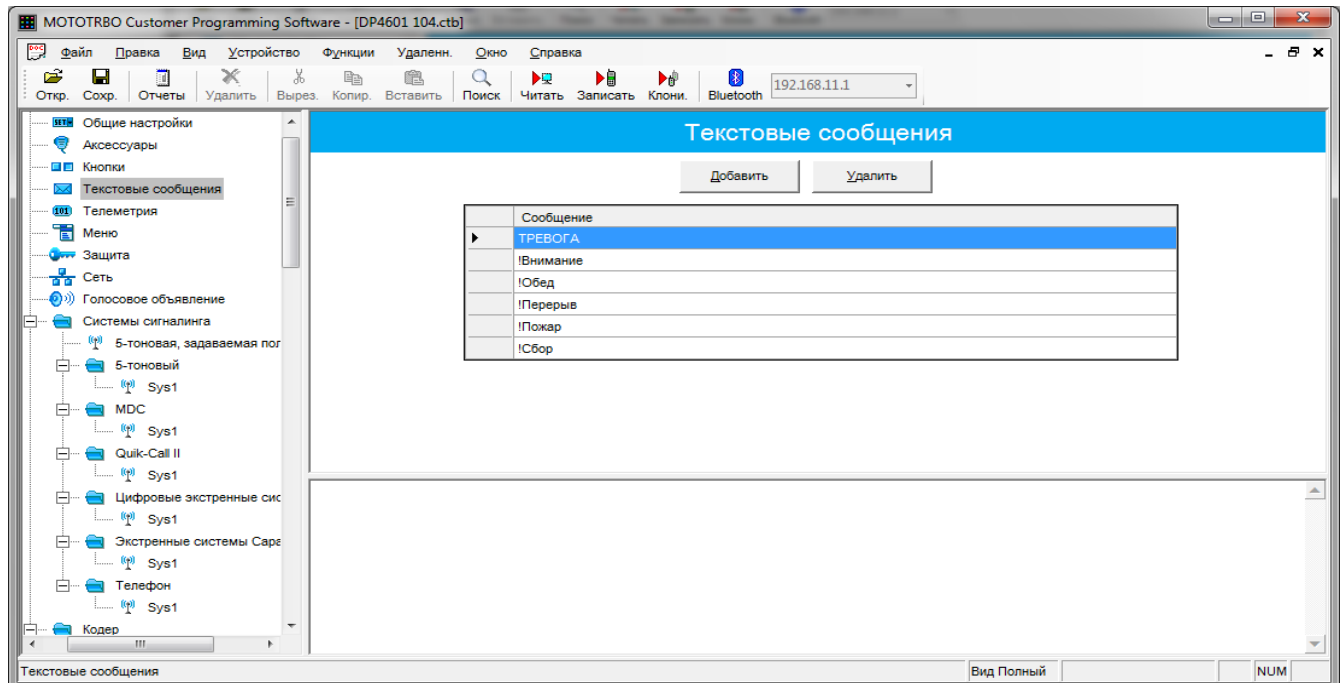 MOTOTRBO Customer Programming Software - [DP4601 104.ctb]
Файл Правка Вид Устройство Функции Удаленн. Окно Справка
Откр. Сохр. Отчеты Удалить Вырез. Копир. Вставить Поиск Читать Записать Клони. Bluetooth 192.168.11.1
Общие настройки
Аксессуары
Кнопки
Текстовые сообщения
Телеметрия
Меню
Защита
Сеть
Голосовое объявление
Системы сигналинга
5-тоновая, задаваемая пол
5-тоновый
Sys1
MDC
Sys1
Quik-Call II
Sys1
Цифровые экстренные сис
Sys1
Экстренные системы Capa
Sys1
Телефон
Sys1
Кодер
Текстовые сообщения
Добавить Удалить
Сообщение
ТРЕВОГА
!Внимание
!Обед
!Перерыв
!Пожар
!Сбор
Текстовые сообщения Вид Полный NUM